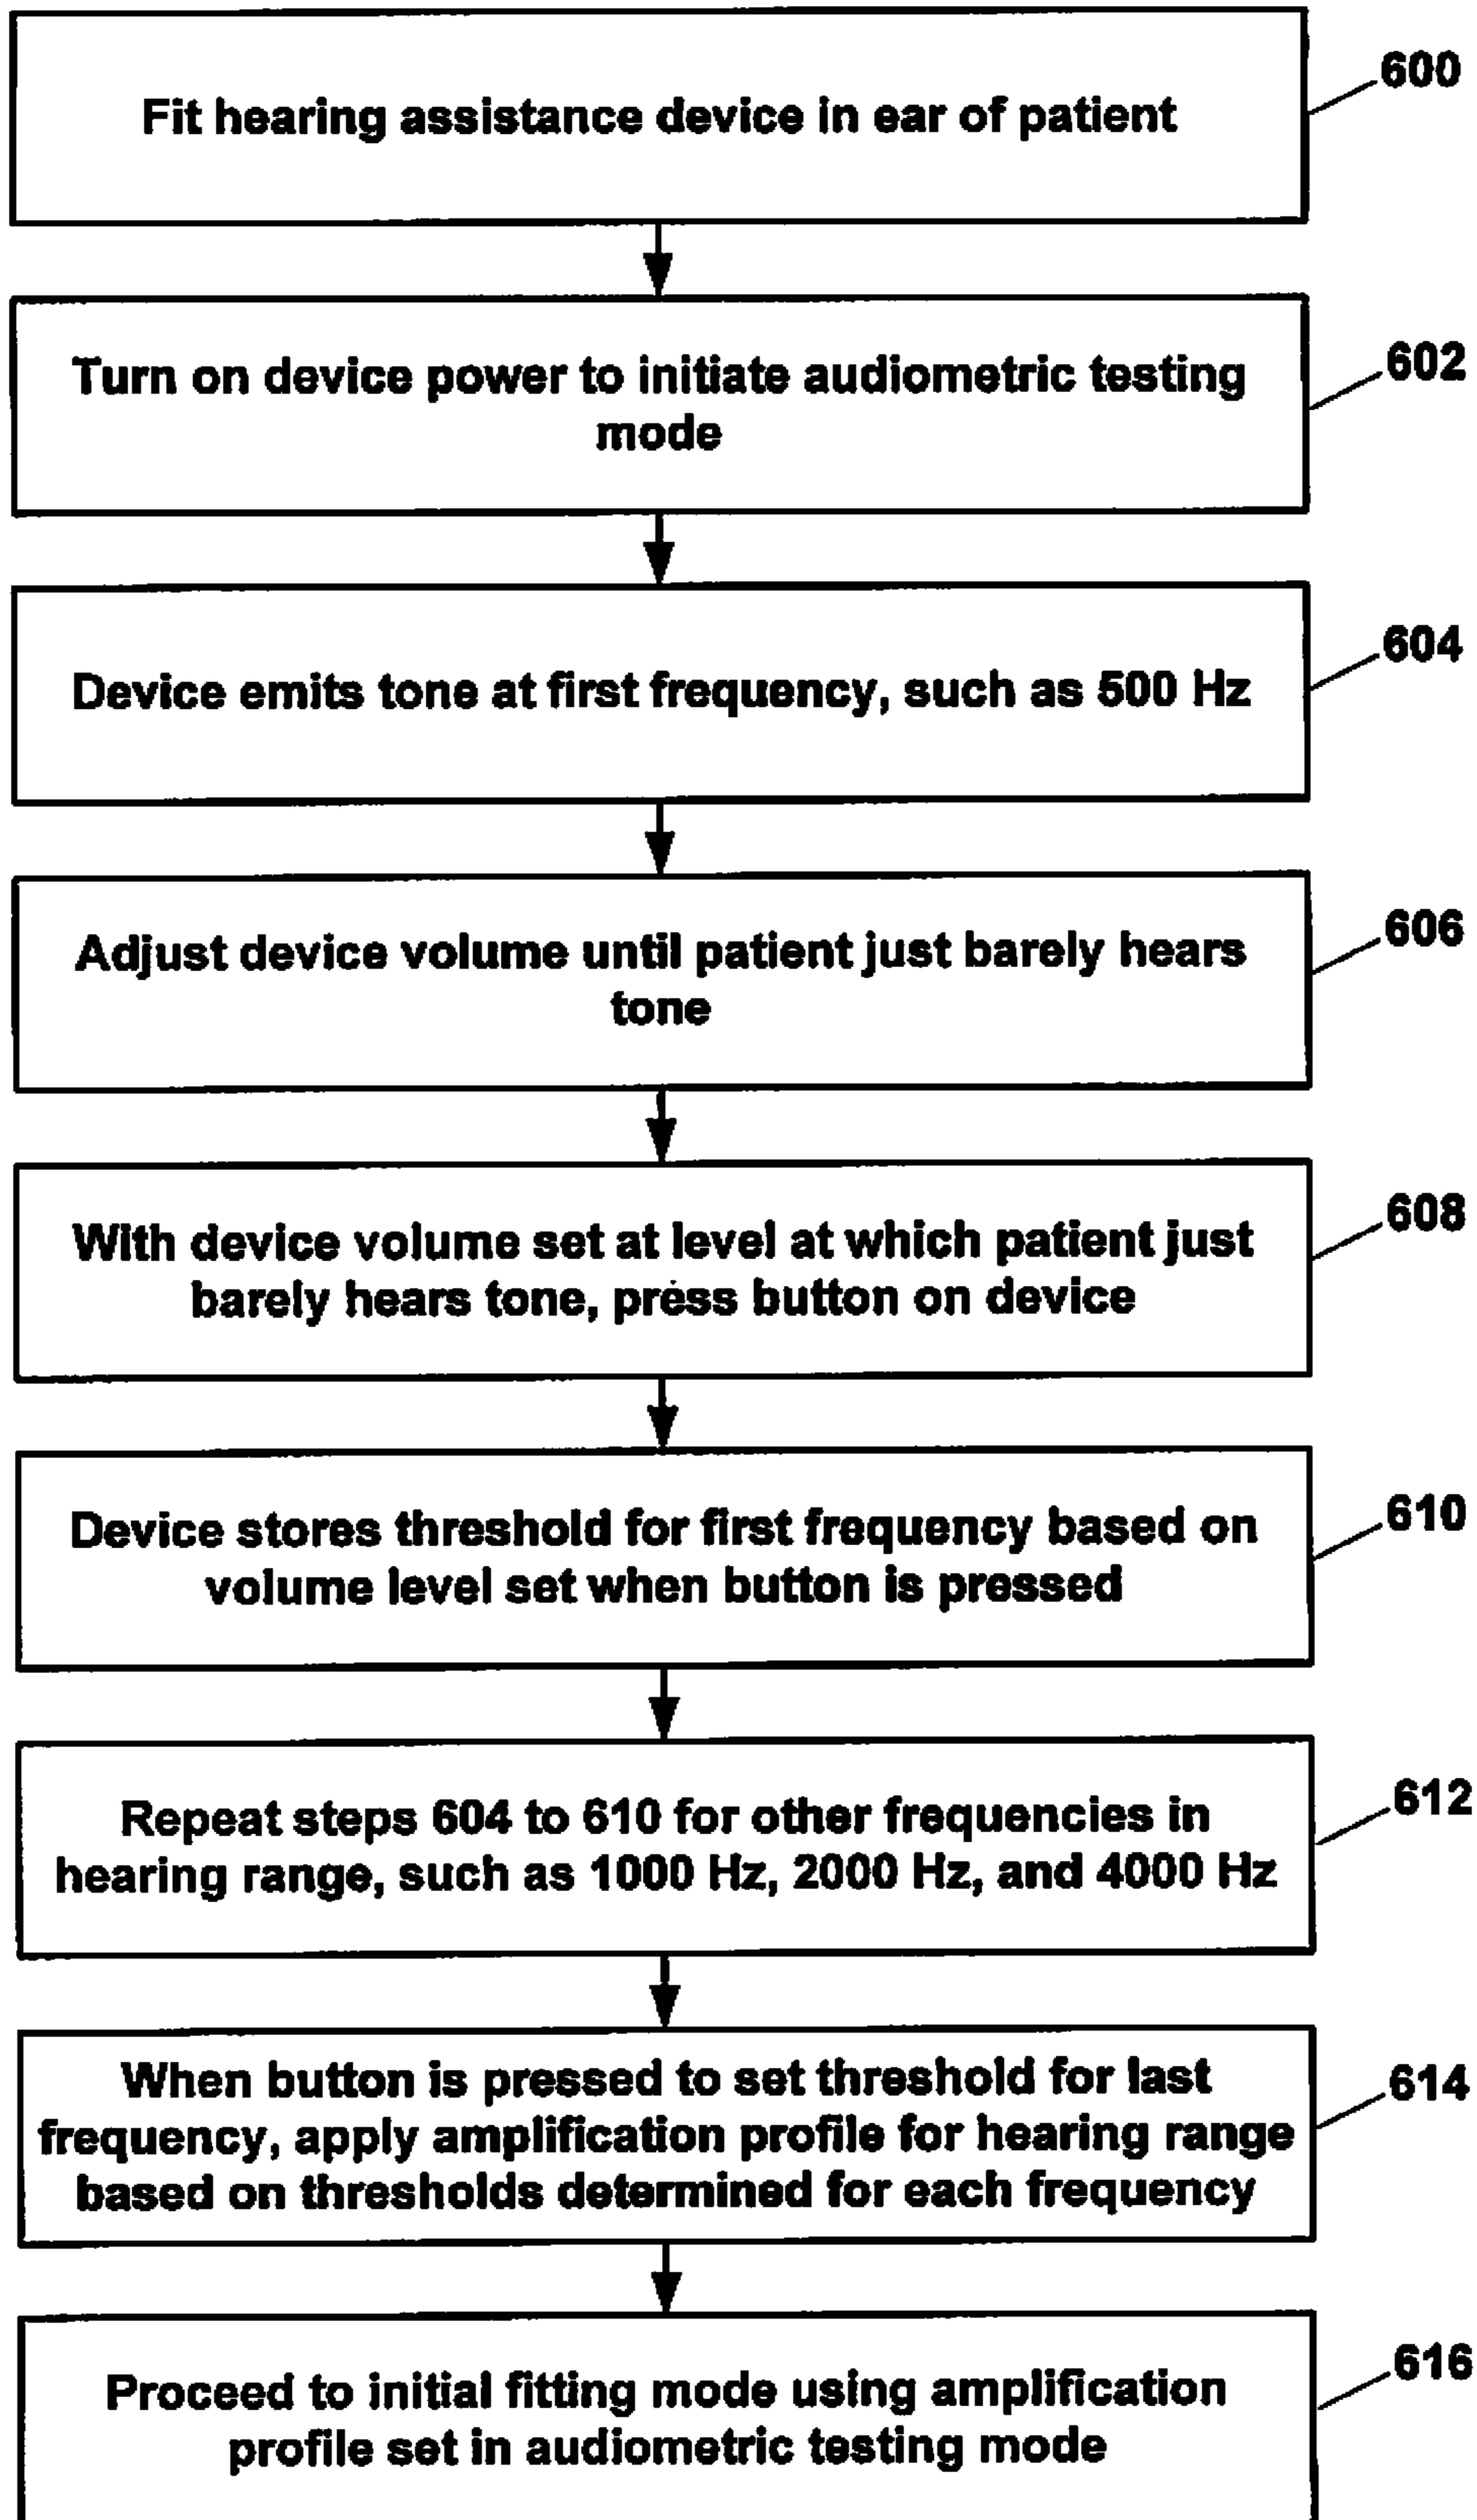 Fit hearing assistance device in ear of patient
600
Turn on device power to initiate audiometric testing
mode
602
Device emits tone at first frequency, such as 500 Hz
604
Adjust device volume until patient just barely hears
tone
606
With device volume set at level at which patient just
barely hears tone, press button on device
608
Device stores threshold for first frequency based on
volume level set when button is pressed
610
Repeat steps 604 to 610 for other frequencies in
hearing range, such as 1000 Hz, 2000 Hz, and 4000 Hz
612
When button is pressed to set threshold for last
frequency, apply amplification profile for hearing range
based on thresholds determined for each frequency
614
Proceed to initial fitting mode using amplification
profile set in audiometric testing mode
616